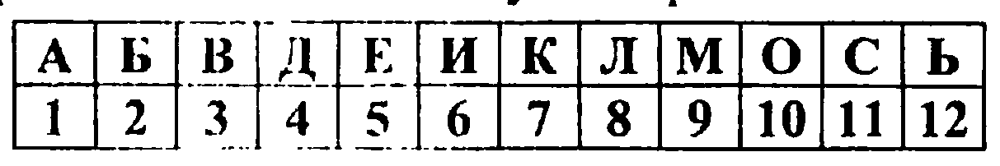 А Б В Д Е И К Л М О С Ь
1 2 3 4 5 6 7 8 9 10 11 12